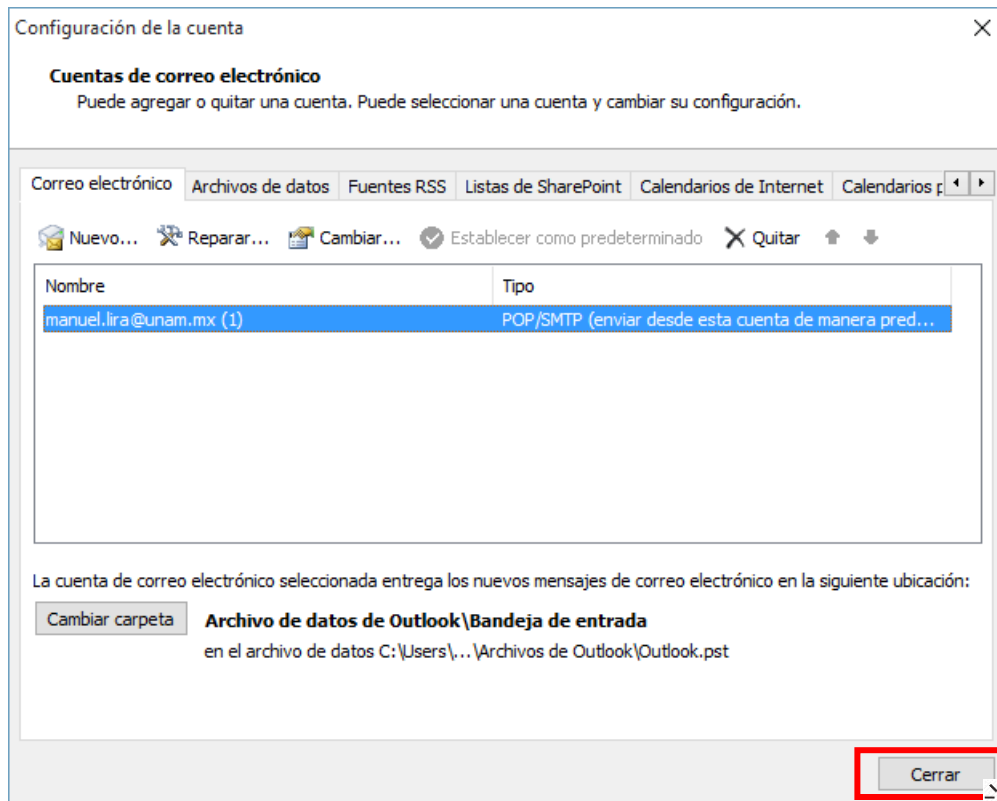 Configuración de la cuenta
Cuentas de correo electrónico
Puede agregar o quitar una cuenta. Puede seleccionar una cuenta y cambiar su configuración.
Correo electrónico Archivos de datos Fuentes RSS Listas de SharePoint Calendarios de Internet Calendarios p
Nuevo... Reparar... Cambiar... Establecer como predeterminado Quitar
Nombre Tipo
manuel.lira@unam.mx (1) POP/SMTP (enviar desde esta cuenta de manera pred...
La cuenta de correo electrónico seleccionada entrega los nuevos mensajes de correo electrónico en la siguiente ubicación:
Cambiar carpeta Archivo de datos de Outlook\Bandeja de entrada
en el archivo de datos C:\Users\...\Archivos de Outlook\Outlook.pst
Cerrar